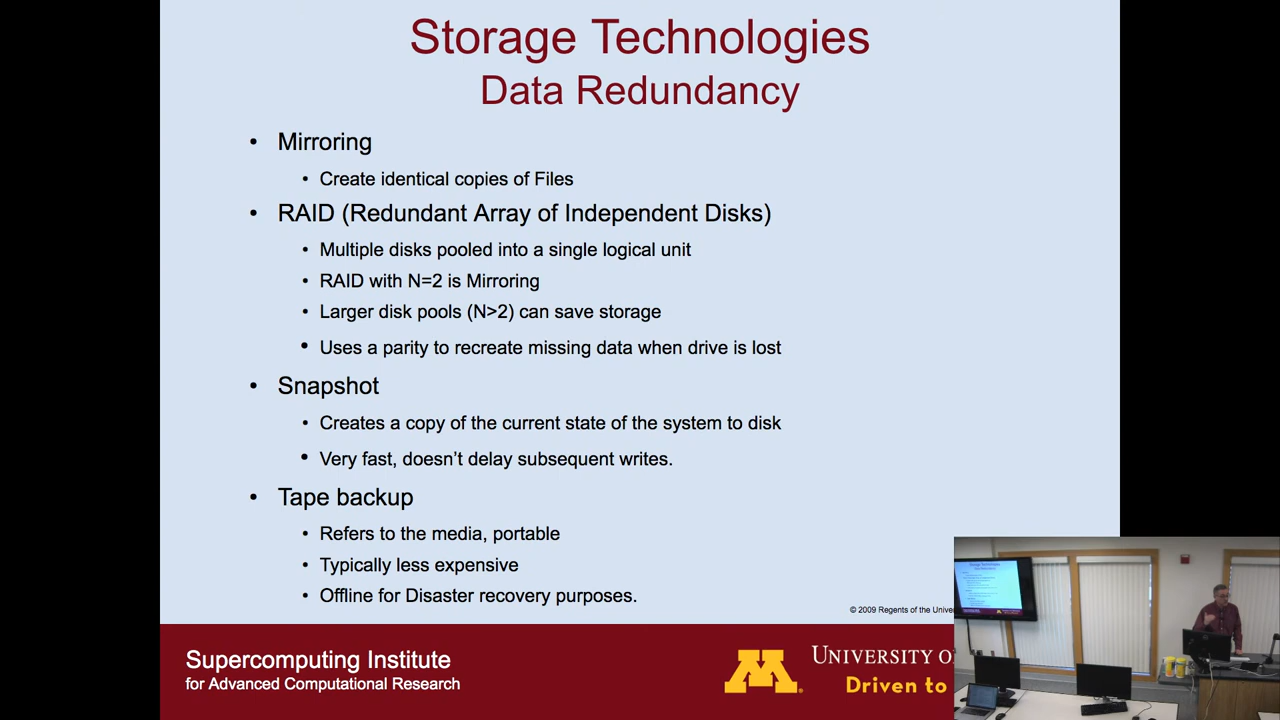 Storage Technologies
Data Redundancy
• Mirroring
• Create identical copies of Files
• RAID (Redundant Array of Independent Disks)
• Multiple disks pooled into a single logical unit
• RAID with N=2 is Mirroring
• Larger disk pools (N>2) can save storage
• Uses a parity to recreate missing data when drive is lost
• Snapshot
• Creates a copy of the current state of the system to disk
• Very fast, doesn't delay subsequent writes.
• Tape backup
• Refers to the media, portable
• Typically less expensive
• Offline for Disaster recovery purposes.
© 2009 Regents of the
Supercomputing Institute
for Advanced Computational Research
M
UNIVERSITY
Driven to
Storage Technologies
Data Redundancy